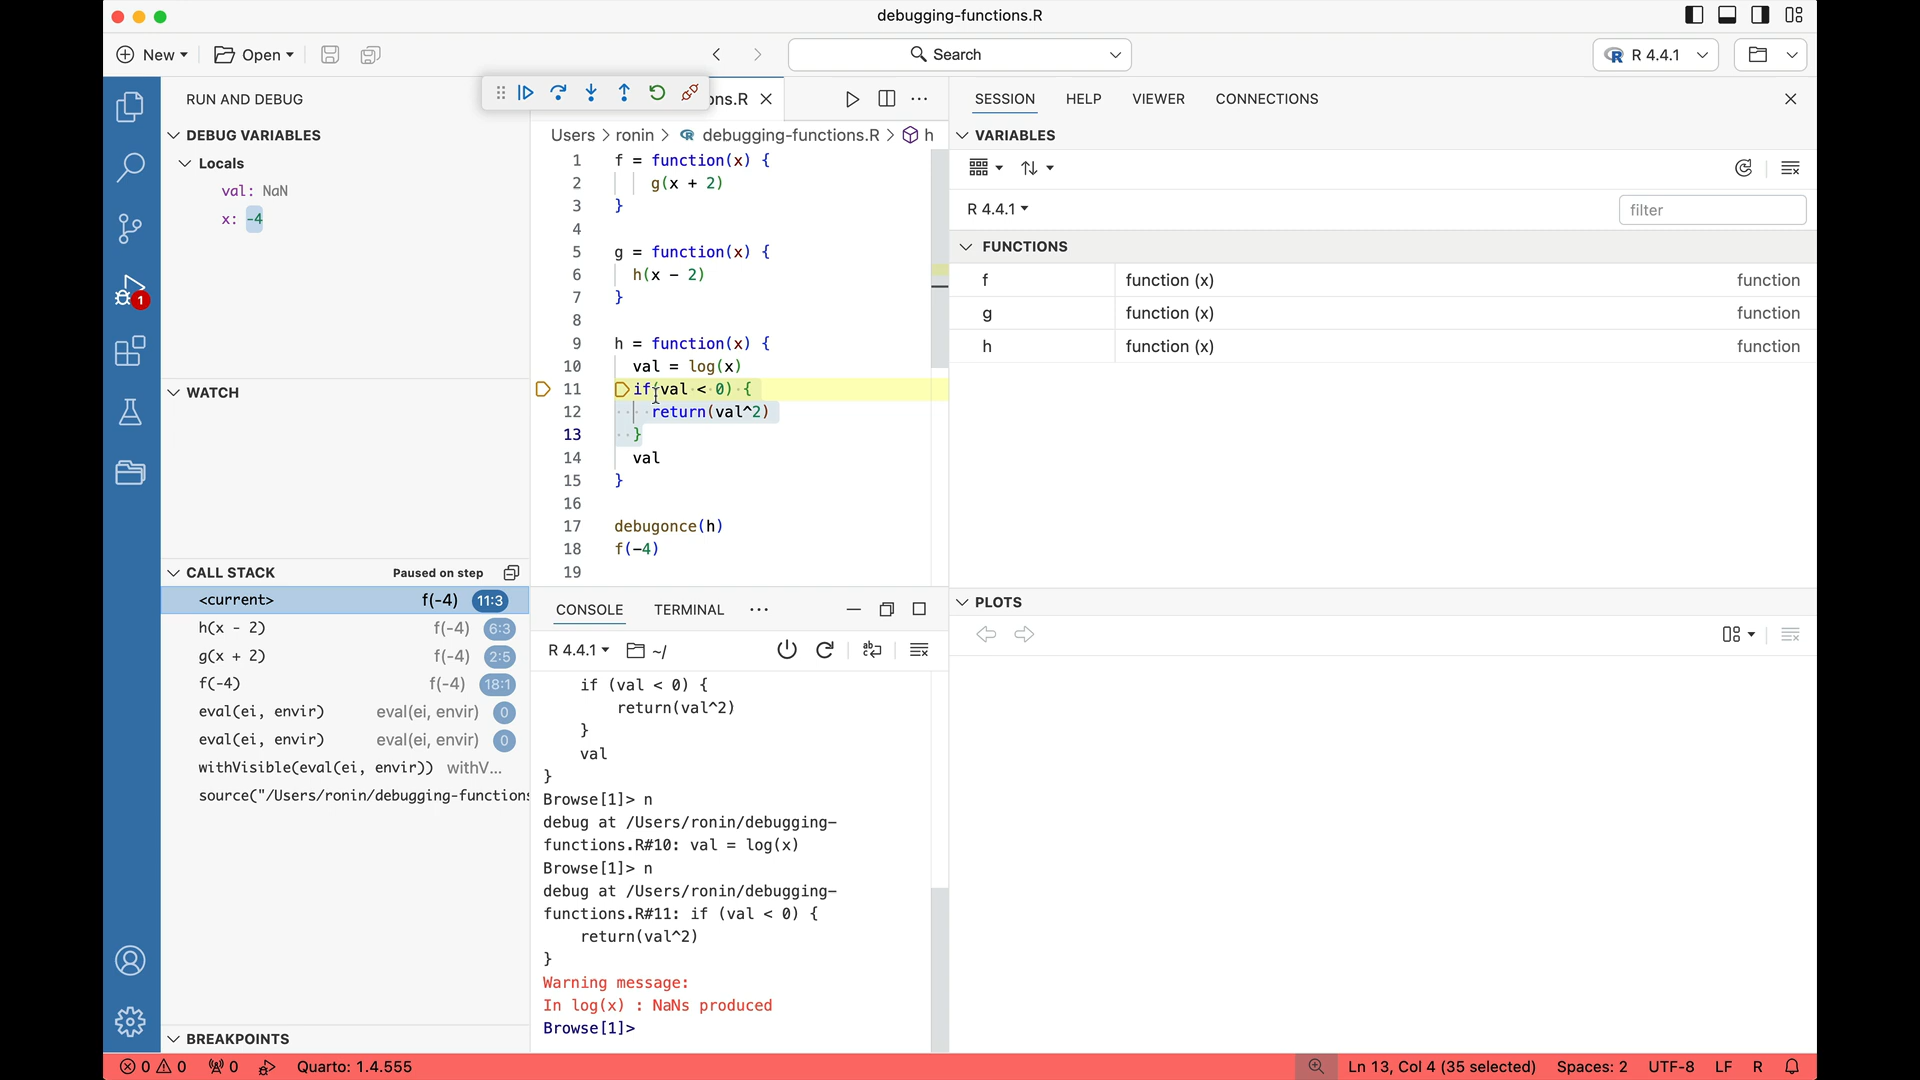 debugging-functions.R
New
Open
Search
R 4.4.1
RUN AND DEBUG
DEBUG VARIABLES
Locals
val: NaN
x: -4
WATCH
CALL STACK
Paused on step
<current> f(-4) 11:3
h(x - 2) f(-4) 6:3
g(x + 2) f(-4) 2:5
f(-4) f(-4) 18:1
eval(ei, envir) eval(ei, envir) 0
eval(ei, envir) eval(ei, envir) 0
withVisible(eval(ei, envir)) withV...
source("/Users/ronin/debugging-functions
BREAKPOINTS
1
ons.R
Users > ronin > debugging-functions.R > h
1 f = function(x) {
2 g(x + 2)
3 }
4
5 g = function(x) {
6 h(x - 2)
7 }
8
9 h = function(x) {
10 val = log(x)
11 if(val < 0) {
12 return(val^2)
13 }
14 val
15 }
16
17 debugonce(h)
18 f(-4)
19
CONSOLE TERMINAL
R 4.4.1 ~/
if (val < 0) {
return(val^2)
}
val
}
Browse[1]> n
debug at /Users/ronin/debugging-
functions.R#10: val = log(x)
Browse[1]> n
debug at /Users/ronin/debugging-
functions.R#11: if (val < 0) {
return(val^2)
}
Warning message:
In log(x) : NaNs produced
Browse[1]>
SESSION HELP VIEWER CONNECTIONS
VARIABLES
R 4.4.1
filter
FUNCTIONS
f function (x) function
g function (x) function
h function (x) function
PLOTS
0 0 0 Quarto: 1.4.555
Ln 13, Col 4 (35 selected) Spaces: 2 UTF-8 LF R